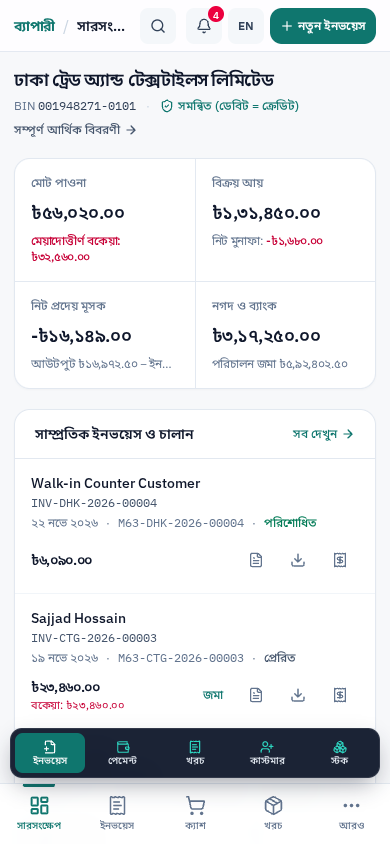 ব্যাপারী / সারসং... 4 EN + নতুন ইনভয়েস
ঢাকা ট্রেড অ্যান্ড টেক্সটাইলস লিমিটেড
BIN 001948271-0101 · সমন্বিত (ডেবিট = ক্রেডিট)
সম্পূর্ণ আর্থিক বিবরণী →
মোট পাওনা
৳৫৬,০২০.০০
মেয়াদোত্তীর্ণ বকেয়া:
৳৩২,৫৬০.০০
বিক্রয় আয়
৳১,৩১,৪৫০.০০
নিট মুনাফা: -৳১,৬৮০.০০
নিট প্রদেয় মূসক
-৳১৬,১৪৯.০০
আউটপুট ৳১৬,৯৭২.৫০ – ইন...
নগদ ও ব্যাংক
৳৩,১৭,২৫০.০০
পরিচালন জমা ৳৫,৯২,৪০২.৫০
সাম্প্রতিক ইনভয়েস ও চালান
সব দেখুন →
Walk-in Counter Customer
INV-DHK-2026-00004
২২ নভে ২০২৬ · M63-DHK-2026-00004 · পরিশোধিত
৳৬,০৯০.০০
Sajjad Hossain
INV-CTG-2026-00003
১৯ নভে ২০২৬ · M63-CTG-2026-00003 · প্রেরিত
৳২৩,৪৬০.০০
বকেয়া: ৳২৩,৪৬০.০০
জমা
ইনভয়েস পেমেন্ট খরচ কাস্টমার স্টক
সারসংক্ষেপ ইনভয়েস ক্যাশ খরচ আরও